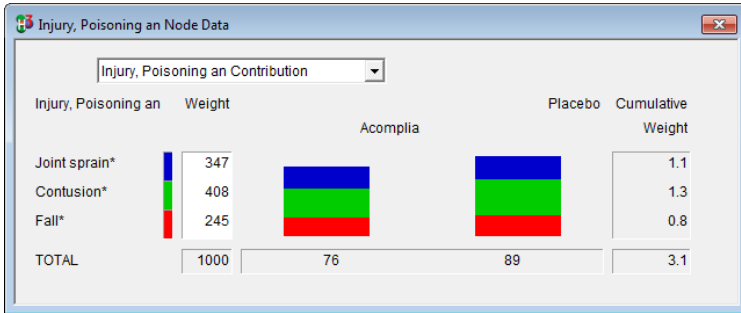 Injury, Poisoning an Node Data
Injury, Poisoning an Contribution
Injury, Poisoning an Weight Placebo Cumulative
Acomplia Weight
Joint sprain* 347 1.1
Contusion* 408 1.3
Fall* 245 0.8
TOTAL 1000 76 89 3.1